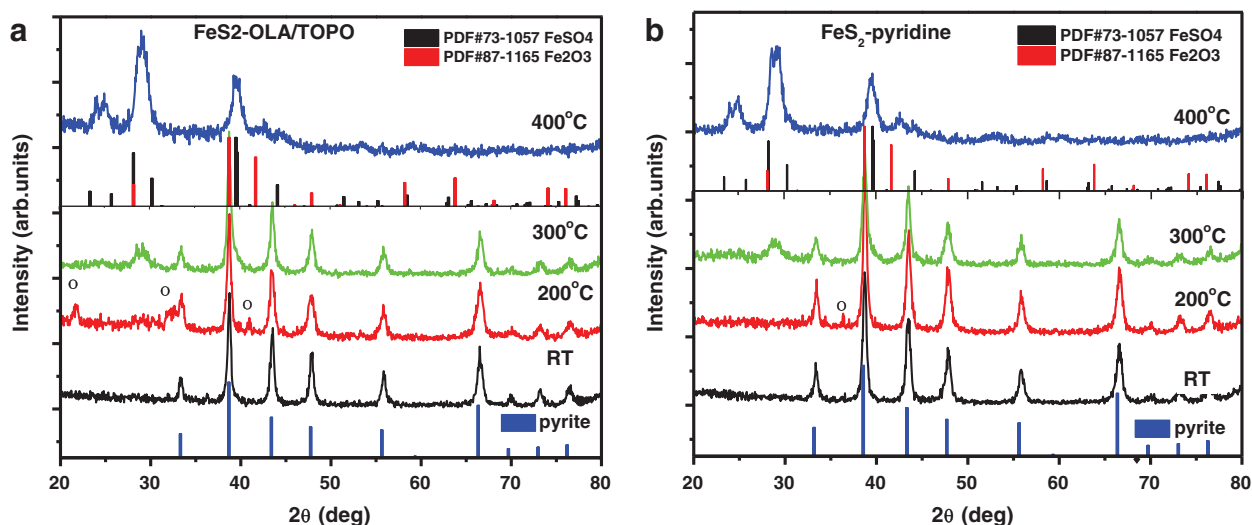 a
FeS2-OLA/TOPO
PDF#73-1057 FeSO4
PDF#87-1165 Fe2O3
400°C
300°C
o
o
o
200°C
RT
pyrite
Intensity (arb.units)
20 30 40 50 60 70 80
2θ (deg)
b
FeS₂-pyridine
PDF#73-1057 FeSO4
PDF#87-1165 Fe2O3
400°C
300°C
o
200°C
RT
pyrite
Intensity (arb.units)
20 30 40 50 60 70 80
2θ (deg)